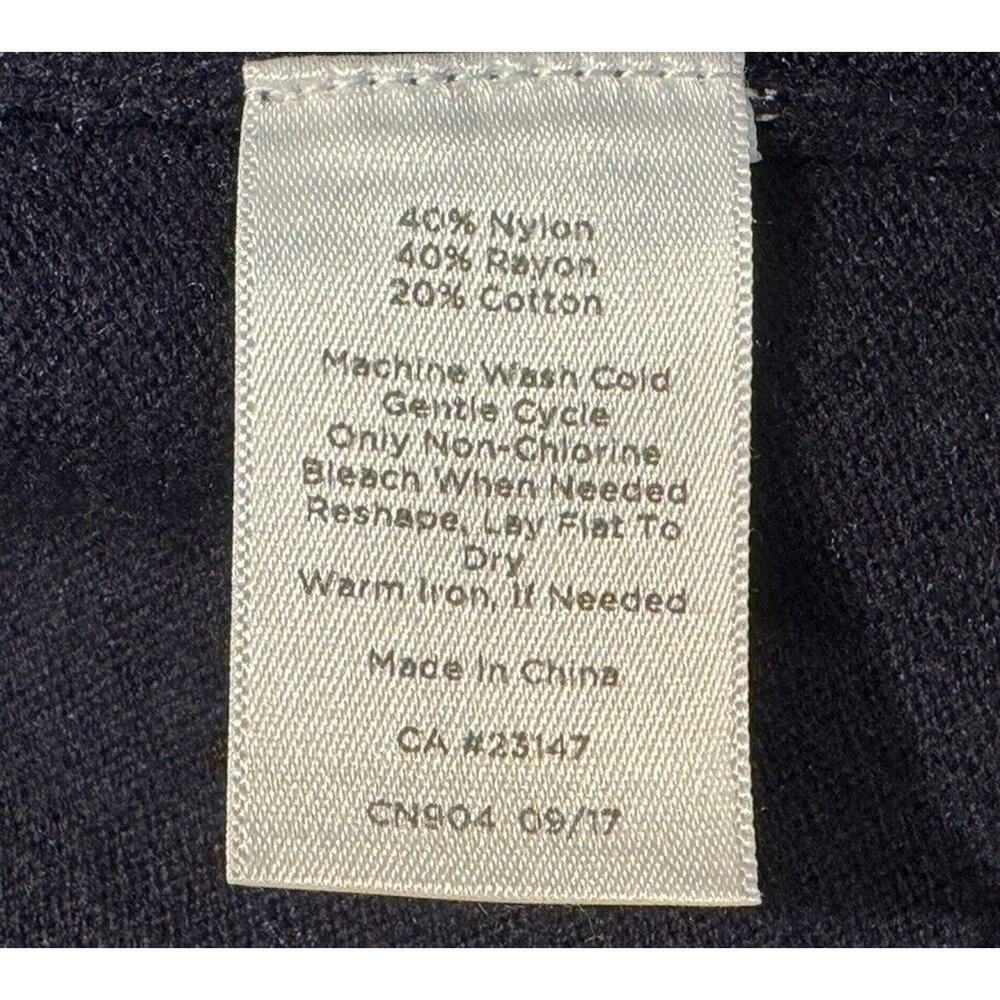 40% Nylon
40% Rayon
20% Cotton
Machine Wash Cold
Gentle Cycle
Only Non-Chlorine
Bleach When Needed
Reshape, Lay Flat To
Dry
Warm Iron, If Needed
Made In China
CA #23147
CN904 09/17